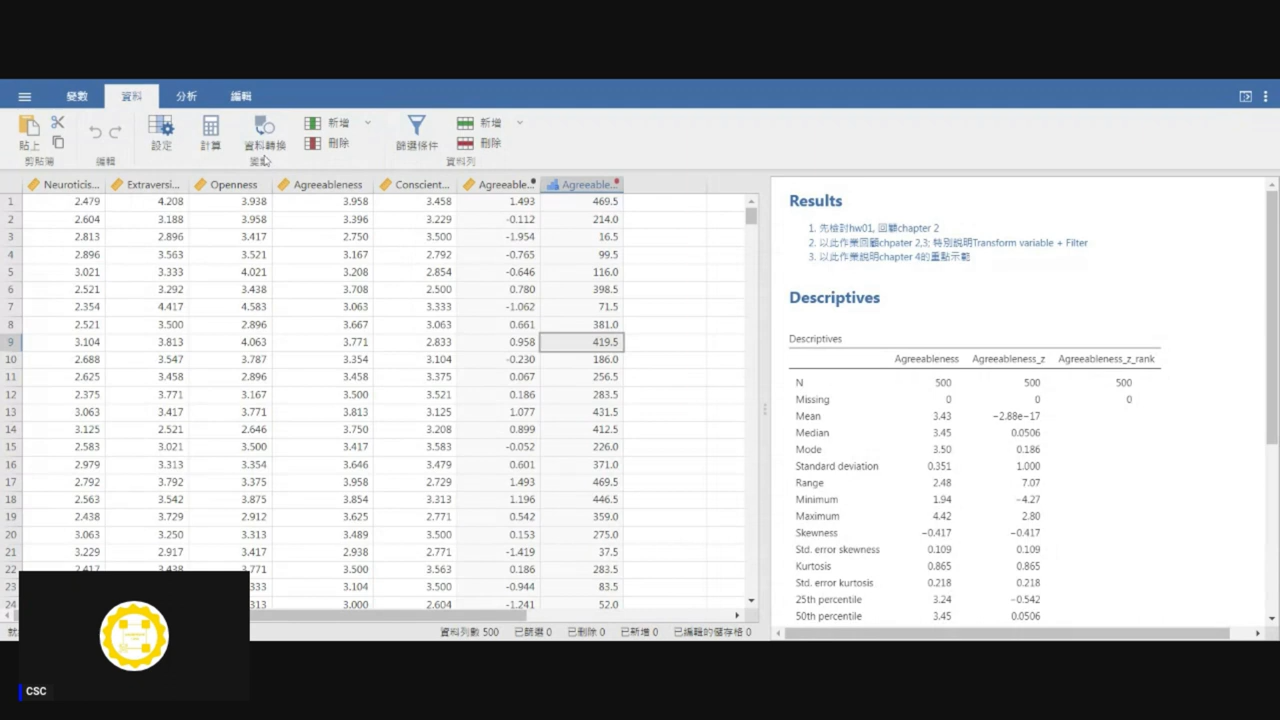 變數 資料 分析 編輯
貼上 設定 計算 資料轉換 新增 刪除 篩選條件 新增 刪除
剪貼簿 編輯 變數 資料列
Neuroticis... Extraversi... Openness Agreeableness Conscient... Agreeable... Agreeable...
1 2.479 4.208 3.938 3.958 3.458 1.493 469.5
2 2.604 3.188 3.958 3.396 3.229 -0.112 214.0
3 2.813 2.896 3.417 2.750 3.500 -1.954 16.5
4 2.896 3.563 3.521 3.167 2.792 -0.765 99.5
5 3.021 3.333 4.021 3.208 2.854 -0.646 116.0
6 2.521 3.292 3.438 3.708 2.500 0.780 398.5
7 2.354 4.417 4.583 3.063 3.333 -1.062 71.5
8 2.521 3.500 2.896 3.667 3.063 0.661 381.0
9 3.104 3.813 4.063 3.771 2.833 0.958 419.5
10 2.688 3.547 3.787 3.354 3.104 -0.230 186.0
11 2.625 3.458 2.896 3.458 3.375 0.067 256.5
12 2.375 3.771 3.167 3.500 3.521 0.186 283.5
13 3.063 3.417 3.771 3.813 3.125 1.077 431.5
14 3.125 2.521 2.646 3.750 3.208 0.899 412.5
15 2.583 3.021 3.500 3.417 3.583 -0.052 226.0
16 2.979 3.313 3.354 3.646 3.479 0.601 371.0
17 2.792 3.792 3.375 3.958 2.729 1.493 469.5
18 2.563 3.542 3.875 3.854 3.313 1.196 446.5
19 2.438 3.729 2.912 3.625 2.771 0.542 359.0
20 3.063 3.250 3.313 3.489 3.500 0.153 275.0
21 3.229 2.917 3.417 2.938 2.771 -1.419 37.5
22 2.417 3.438 3.771 3.500 3.563 0.186 283.5
23 3.104 3.500 -0.944 83.5
24 3.000 2.604 -1.241 52.0
資料列數 500 已篩選 0 已刪除 0 已新增 0 已編輯的儲存格 0
Results
1. 先檢討hw01, 回顧chapter 2
2. 以此作業回顧chpater 2,3; 特別說明Transform variable + Filter
3. 以此作業說明chapter 4的重點示範
Descriptives
Descriptives
Agreeableness Agreeableness_z Agreeableness_z_rank
N 500 500 500
Missing 0 0 0
Mean 3.43 −2.88e−17
Median 3.45 0.0506
Mode 3.50 0.186
Standard deviation 0.351 1.000
Range 2.48 7.07
Minimum 1.94 −4.27
Maximum 4.42 2.80
Skewness −0.417 −0.417
Std. error skewness 0.109 0.109
Kurtosis 0.865 0.865
Std. error kurtosis 0.218 0.218
25th percentile 3.24 −0.542
50th percentile 3.45 0.0506
CSC